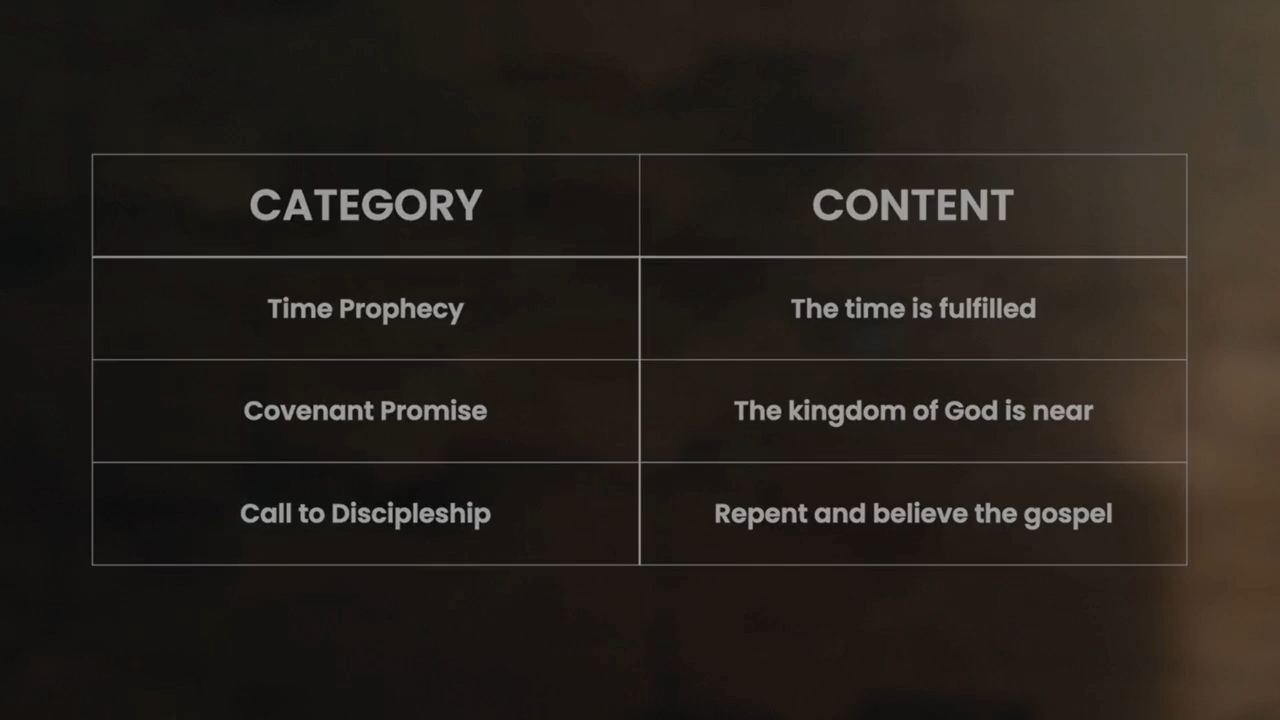 CATEGORY CONTENT
Time Prophecy The time is fulfilled
Covenant Promise The kingdom of God is near
Call to Discipleship Repent and believe the gospel